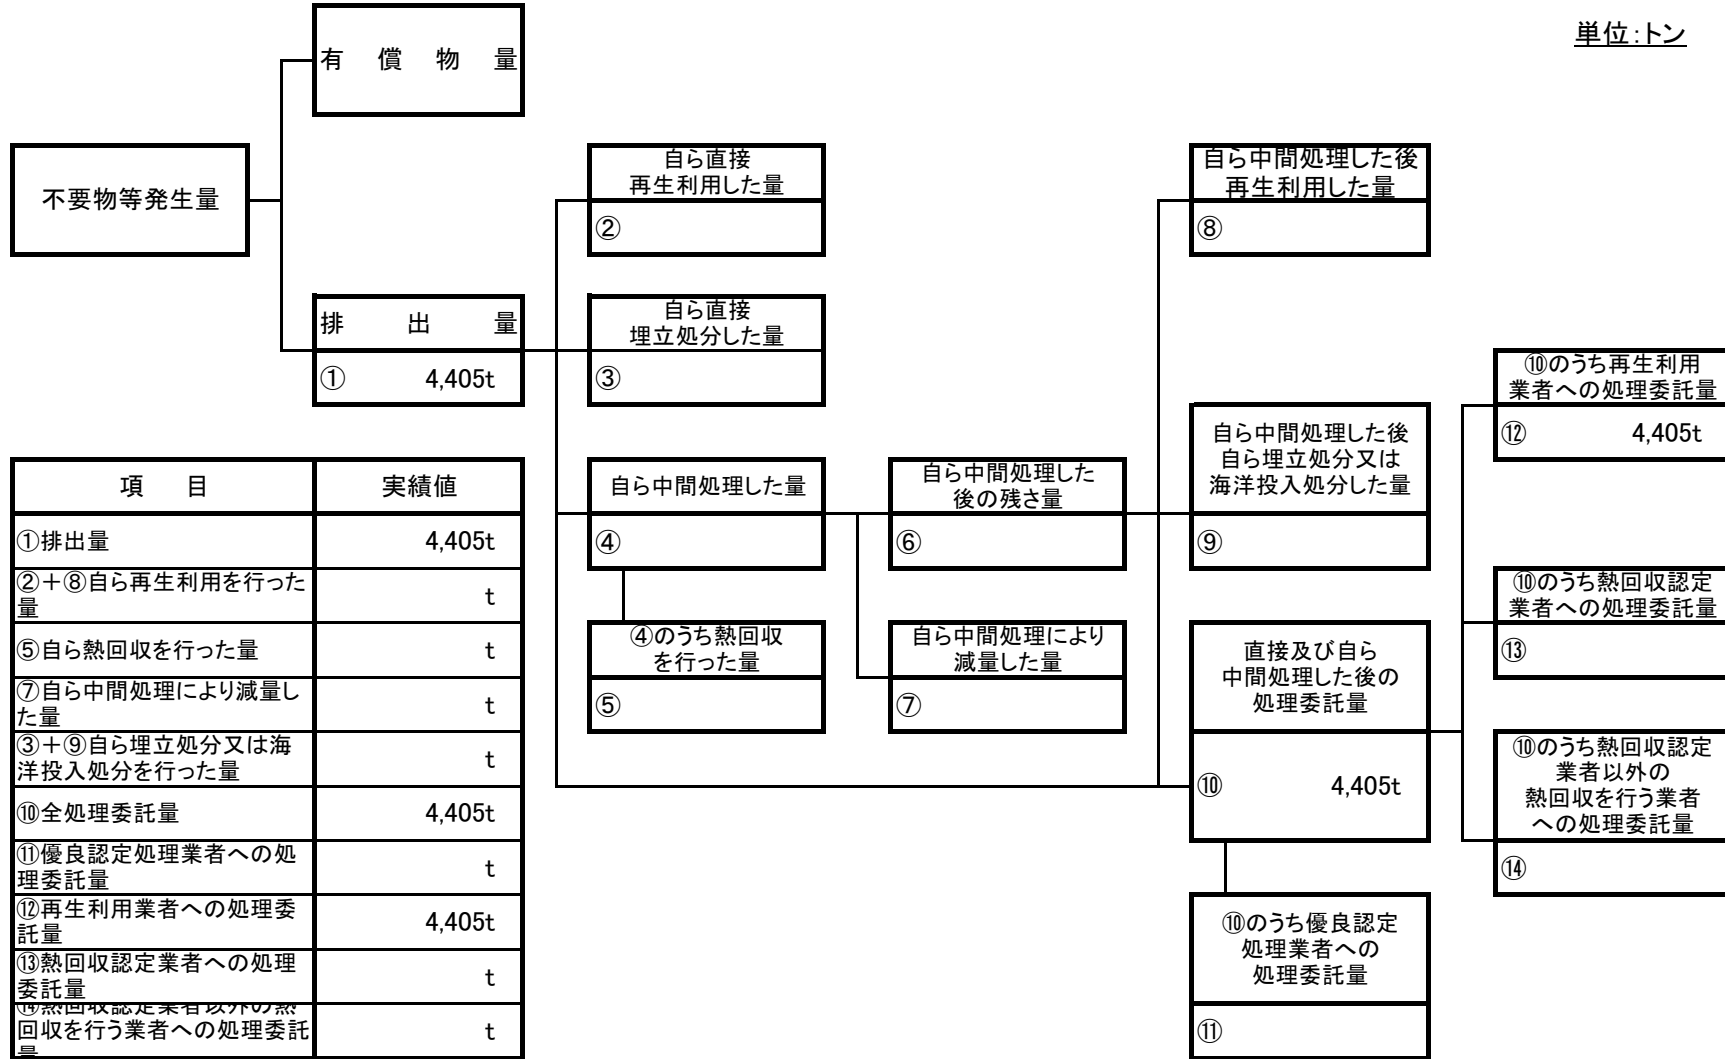 単位:トン
有 償 物 量
不要物等発生量
自ら直接
再生利用した量
②
自ら中間処理した後
再生利用した量
⑧
排 出 量
① 4,405t
自ら直接
埋立処分した量
③
⑩のうち再生利用
業者への処理委託量
⑫ 4,405t
自ら中間処理した後
自ら埋立処分又は
海洋投入処分した量
⑨
自ら中間処理した量
④
自ら中間処理した
後の残さ量
⑥
⑩のうち熱回収認定
業者への処理委託量
⑬
④のうち熱回収
を行った量
⑤
自ら中間処理により
減量した量
⑦
直接及び自ら
中間処理した後の
処理委託量
⑩ 4,405t
⑩のうち熱回収認定
業者以外の
熱回収を行う業者
への処理委託量
⑭
⑩のうち優良認定
処理業者への
処理委託量
⑪
項 目 実績値
①排出量 4,405t
②+⑧自ら再生利用を行った
量 t
⑤自ら熱回収を行った量 t
⑦自ら中間処理により減量し
た量 t
③+⑨自ら埋立処分又は海
洋投入処分を行った量 t
⑩全処理委託量 4,405t
⑪優良認定処理業者への処
理委託量 t
⑫再生利用業者への処理委
託量 4,405t
⑬熱回収認定業者への処理
委託量 t
⑭熱回収認定業者以外の熱
回収を行う業者への処理委託
量 t